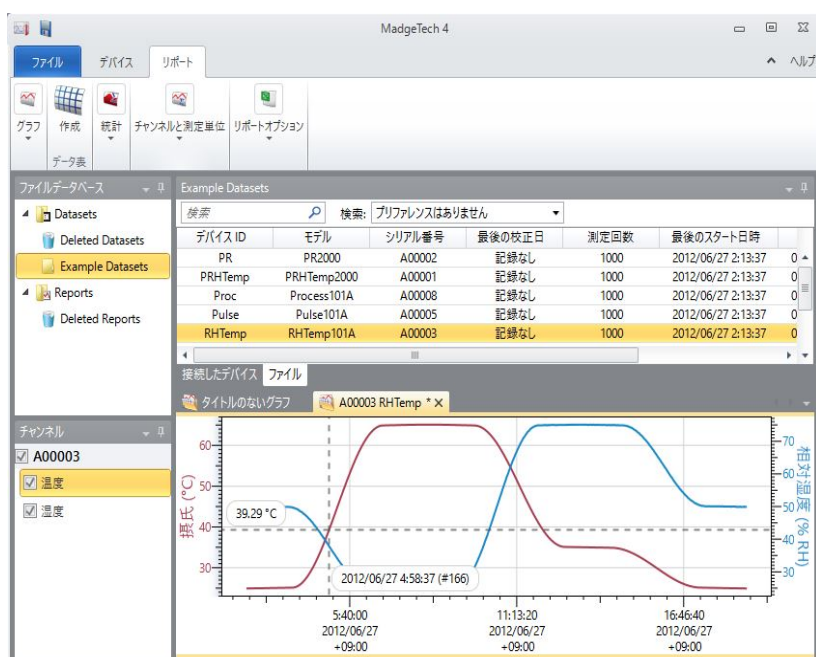 MadgeTech 4
ファイル デバイス リポート ヘルプ
グラフ 作成 統計 チャンネルと測定単位 リポートオプション
データ表
ファイルデータベース
Datasets
Deleted Datasets
Example Datasets
Reports
Deleted Reports
Example Datasets
検索 検索: プリファレンスはありません
デバイス ID モデル シリアル番号 最後の校正日 測定回数 最後のスタート日時
PR PR2000 A00002 記録なし 1000 2012/06/27 2:13:37 0
PRHTemp PRHTemp2000 A00001 記録なし 1000 2012/06/27 2:13:37 0
Proc Process101A A00008 記録なし 1000 2012/06/27 2:13:37 0
Pulse Pulse101A A00005 記録なし 1000 2012/06/27 2:13:37 0
RHTemp RHTemp101A A00003 記録なし 1000 2012/06/27 2:13:37 0
接続したデバイス ファイル
タイトルのないグラフ A00003 RHTemp *
チャンネル
A00003
温度
湿度
摂氏 (°C)
60
50
40
30
39.29 °C
2012/06/27 4:58:37 (#166)
70
60
50
40
30
相対湿度 (% RH)
5:40:00 11:13:20 16:46:40
2012/06/27 2012/06/27 2012/06/27
+09:00 +09:00 +09:00